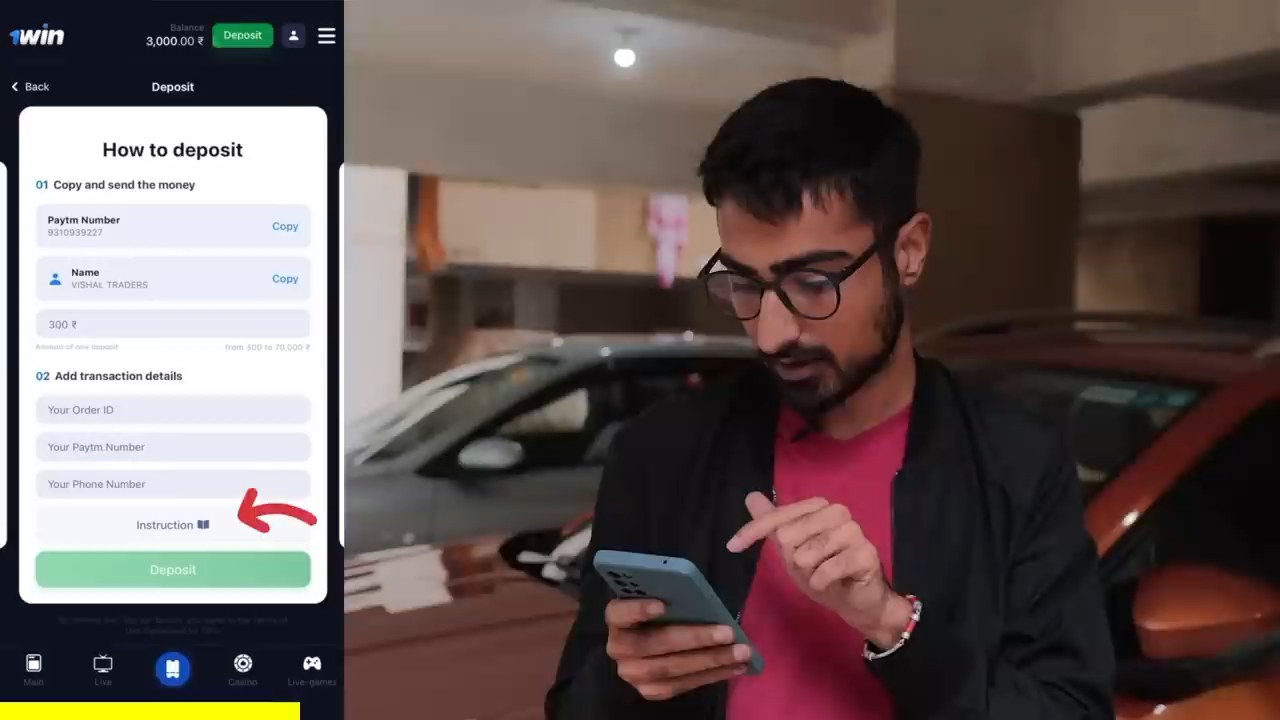 1win
Balance
3,000.00 ₹
Deposit
Back
Deposit
How to deposit
01 Copy and send the money
Paytm Number
9310939227
Copy
Name
VISHAL TRADERS
Copy
300 ₹
Amount of one deposit
from 300 to 70,000 ₹
02 Add transaction details
Your Order ID
Your Paytm Number
Your Phone Number
Instruction
Deposit
Main
Live
Casino
Live-games